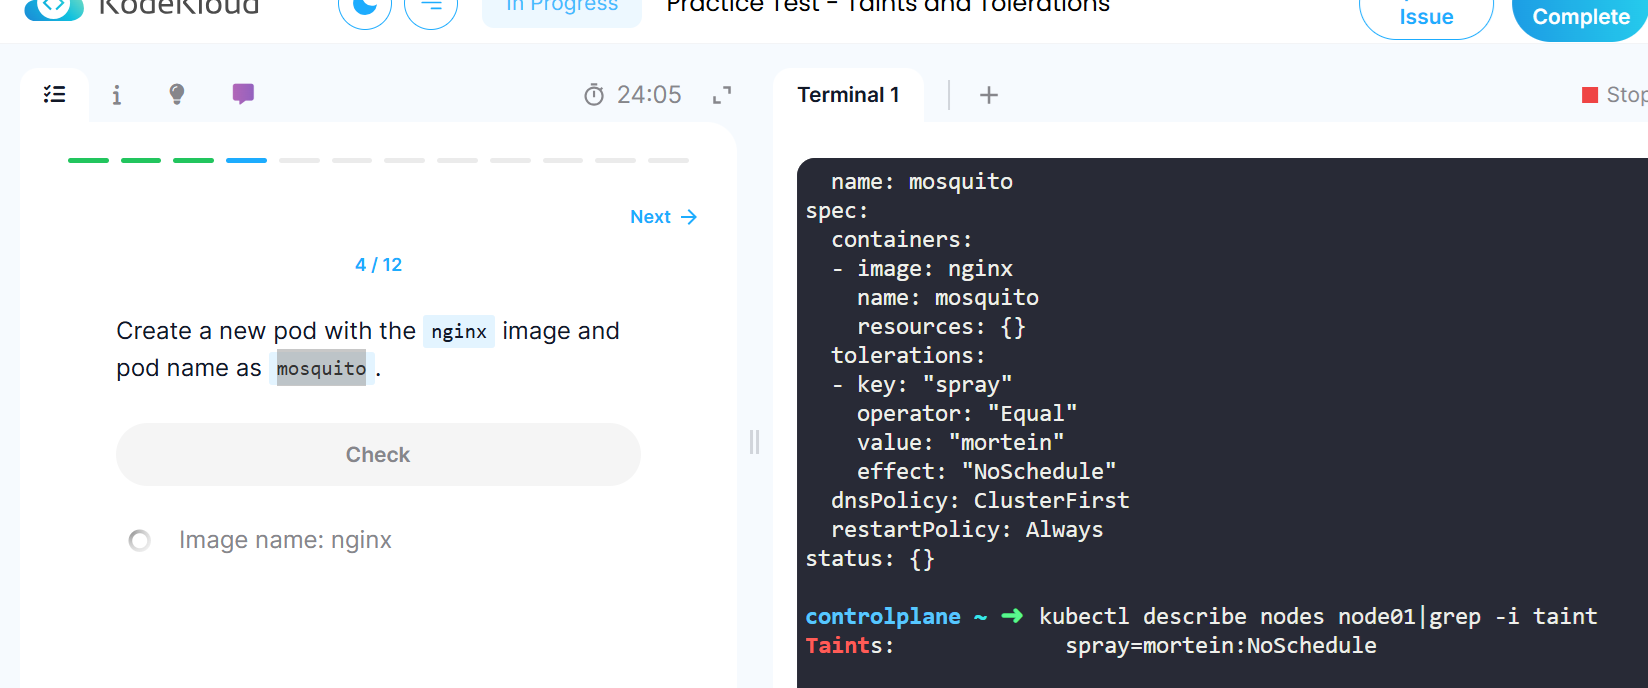 KodeKloud
In Progress
Practice Test - Taints and Tolerations
Issue
Complete
24:05
Terminal 1
Stop
Next
4 / 12
Create a new pod with the nginx image and
pod name as mosquito.
Check
Image name: nginx
name: mosquito
spec:
containers:
- image: nginx
name: mosquito
resources: {}
tolerations:
- key: "spray"
operator: "Equal"
value: "mortein"
effect: "NoSchedule"
dnsPolicy: ClusterFirst
restartPolicy: Always
status: {}
controlplane ~ ➜ kubectl describe nodes node01|grep -i taint
Taints: spray=mortein:NoSchedule